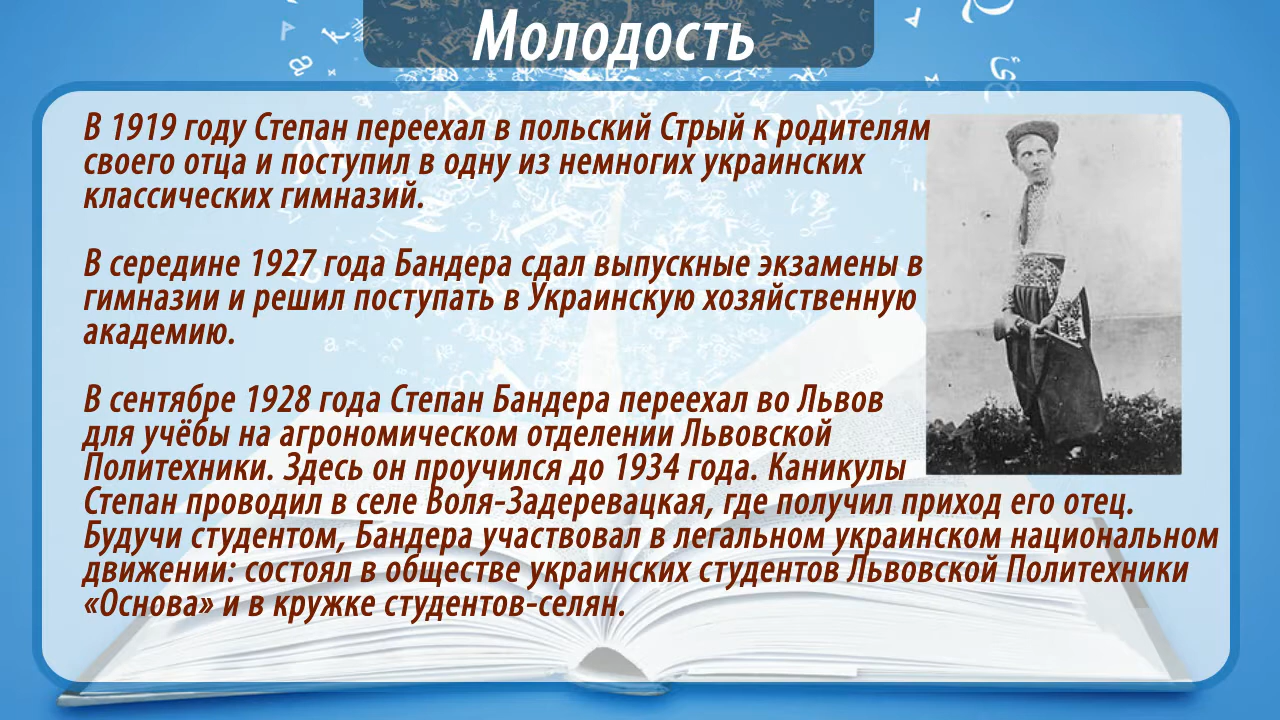 Молодость
В 1919 году Степан переехал в польский Стрый к родителям
своего отца и поступил в одну из немногих украинских
классических гимназий.
В середине 1927 года Бандера сдал выпускные экзамены в
гимназии и решил поступать в Украинскую хозяйственную
академию.
В сентябре 1928 года Степан Бандера переехал во Львов
для учёбы на агрономическом отделении Львовской
Политехники. Здесь он проучился до 1934 года. Каникулы
Степан проводил в селе Воля-Задеревацкая, где получил приход его отец.
Будучи студентом, Бандера участвовал в легальном украинском национальном
движении: состоял в обществе украинских студентов Львовской Политехники
«Основа» и в кружке студентов-селян.